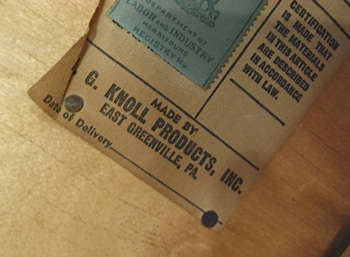 DEPARTMENT OF
LABOR AND INDUSTRY
HARRISBURG
REGISTRY No.
CERTIFICATION
IS MADE THAT
THE MATERIALS
IN THIS ARTICLE
ARE DESCRIBED
IN ACCORDANCE
WITH LAW.
MADE BY
G. KNOLL PRODUCTS, INC.
EAST GREENVILLE, PA.
Date of Delivery